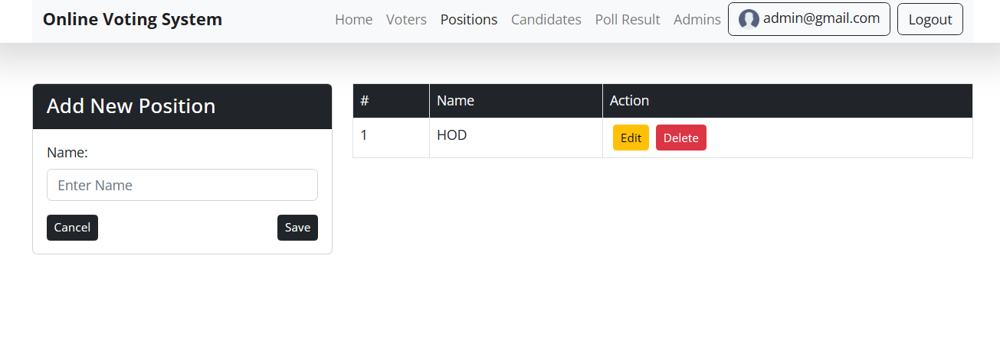 Online Voting System Home Voters Positions Candidates Poll Result Admins admin@gmail.com Logout
Add New Position
Name:
Enter Name
Cancel Save
# Name Action
1 HOD Edit Delete